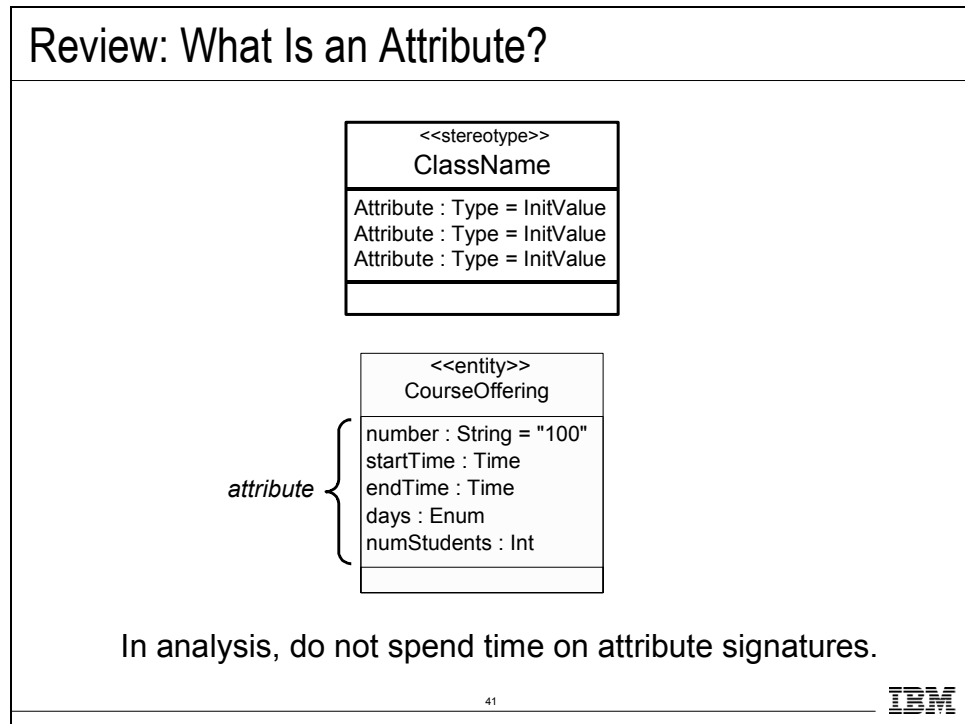 Review: What Is an Attribute?
<<stereotype>>
ClassName
Attribute : Type = InitValue
Attribute : Type = InitValue
Attribute : Type = InitValue
<<entity>>
CourseOffering
number : String = "100"
startTime : Time
endTime : Time
days : Enum
numStudents : Int
attribute
In analysis, do not spend time on attribute signatures.
41
IBM